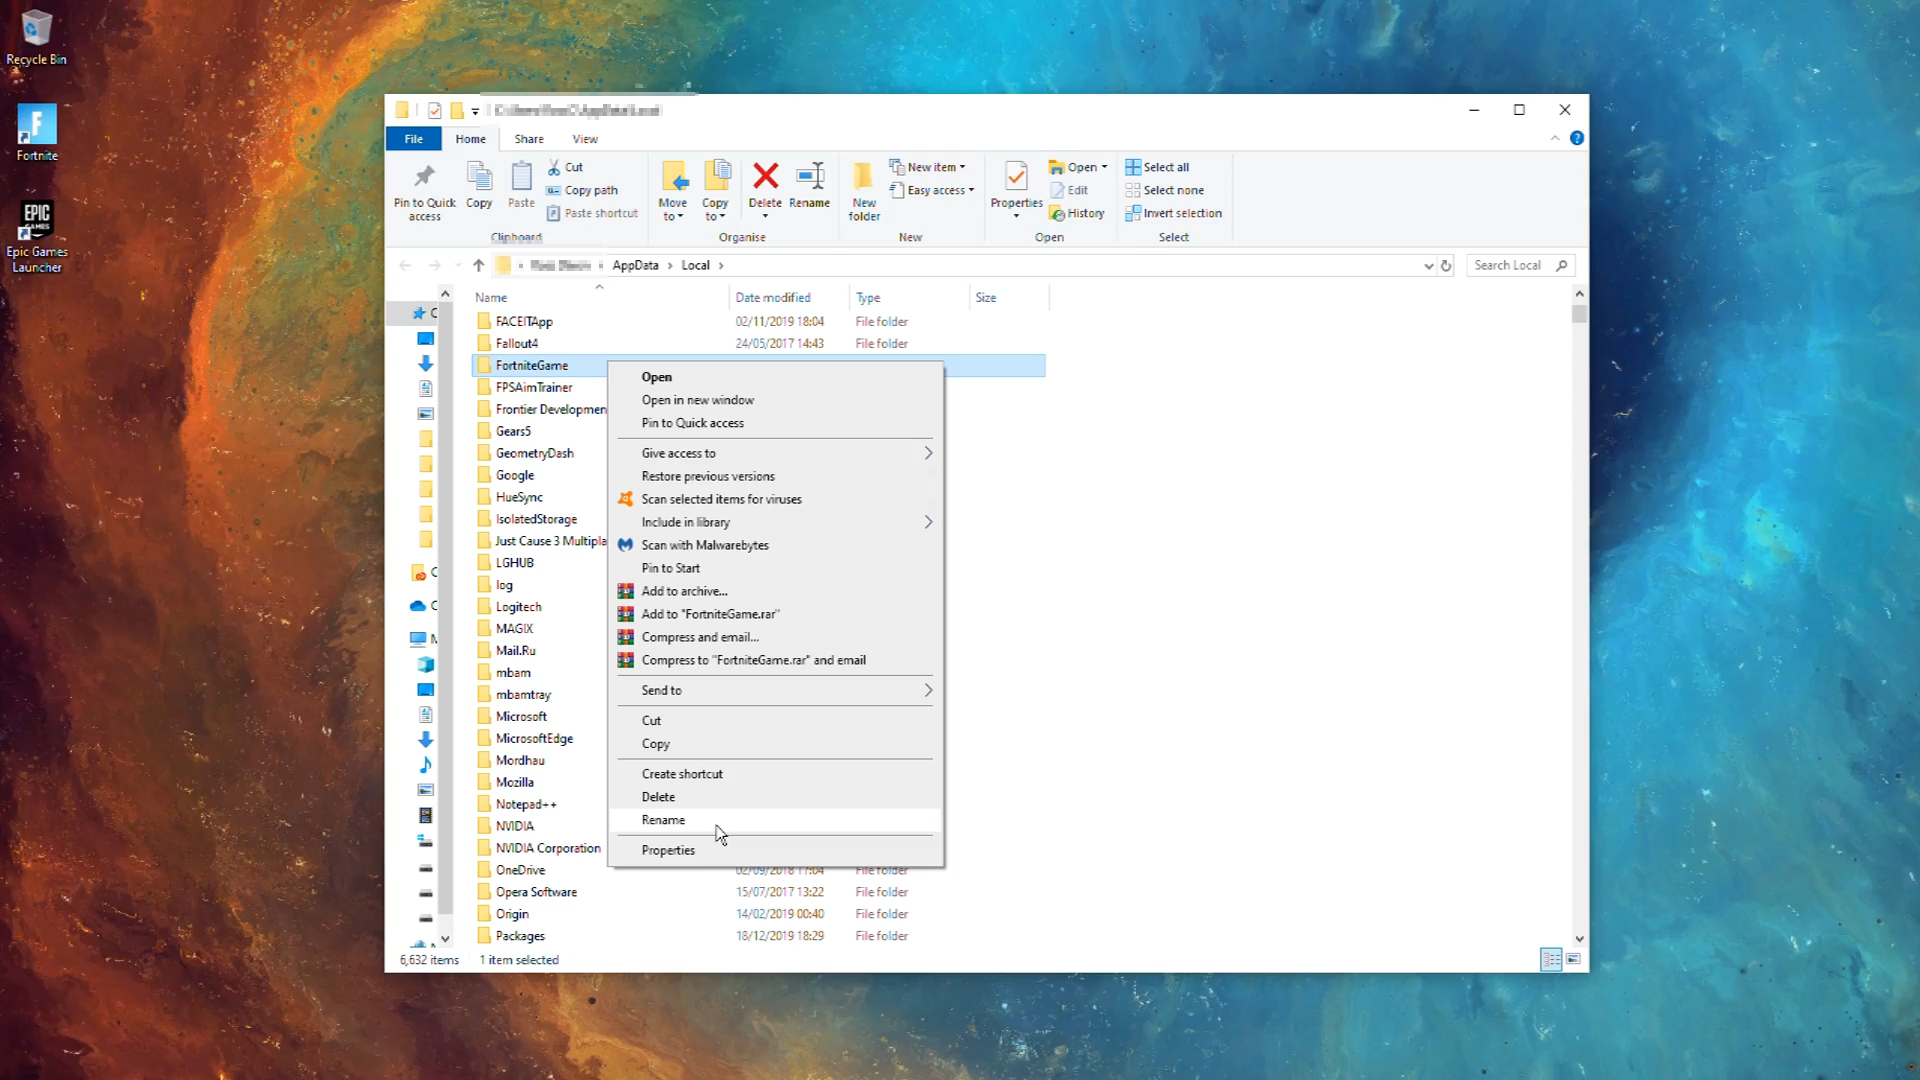 Recycle Bin
Fortnite
EPIC
GAMES
Epic Games
Launcher
File
Home
Share
View
Pin to Quick
access
Copy
Paste
Cut
Copy path
Paste shortcut
Clipboard
Move
to
Copy
to
Delete
Rename
Organise
New
folder
New item
Easy access
New
Properties
Open
Edit
History
Open
Select all
Select none
Invert selection
Select
AppData > Local >
Search Local
Name
Date modified
Type
Size
FACEITApp 02/11/2019 18:04 File folder
Fallout4 24/05/2017 14:43 File folder
FortniteGame
FPSAimTrainer
Frontier Developmen
Gears5
GeometryDash
Google
HueSync
IsolatedStorage
Just Cause 3 Multipla
LGHUB
log
Logitech
MAGIX
Mail.Ru
mbam
mbamtray
Microsoft
MicrosoftEdge
Mordhau
Mozilla
Notepad++
NVIDIA
NVIDIA Corporation
OneDrive 02/09/2018 17:04 File folder
Opera Software 15/07/2017 13:22 File folder
Origin 14/02/2019 00:40 File folder
Packages 18/12/2019 18:29 File folder
Open
Open in new window
Pin to Quick access
Give access to
Restore previous versions
Scan selected items for viruses
Include in library
Scan with Malwarebytes
Pin to Start
Add to archive...
Add to "FortniteGame.rar"
Compress and email...
Compress to "FortniteGame.rar" and email
Send to
Cut
Copy
Create shortcut
Delete
Rename
Properties
6,632 items
1 item selected